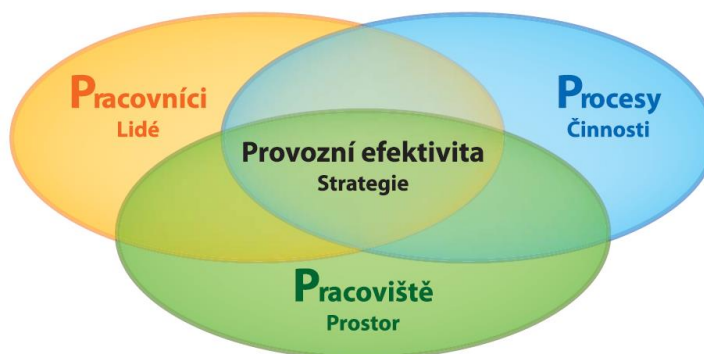 Pracovníci
Lidé
Procesy
Činnosti
Provozní efektivita
Strategie
Pracoviště
Prostor